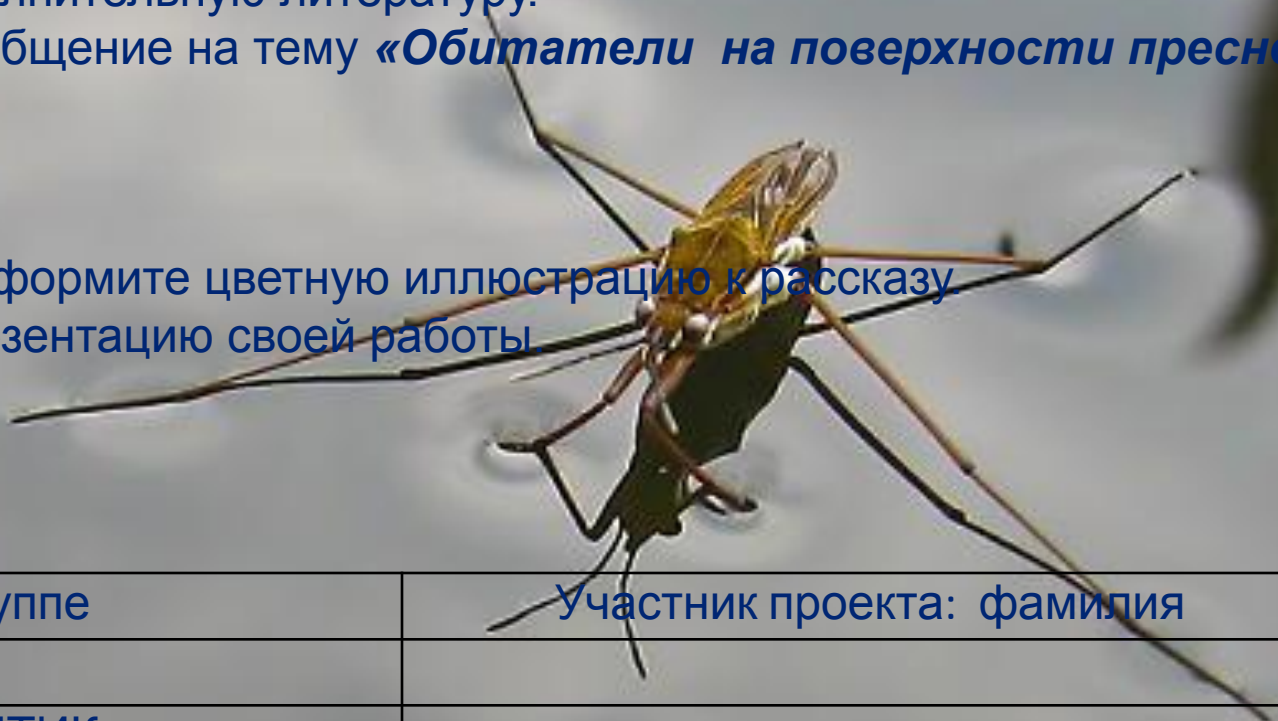 лнительную литературу.
бщение на тему «Обитатели на поверхности пресн
формите цветную иллюстрацию к рассказу.
зентацию своей работы.
уппе Участник проекта: фамилия